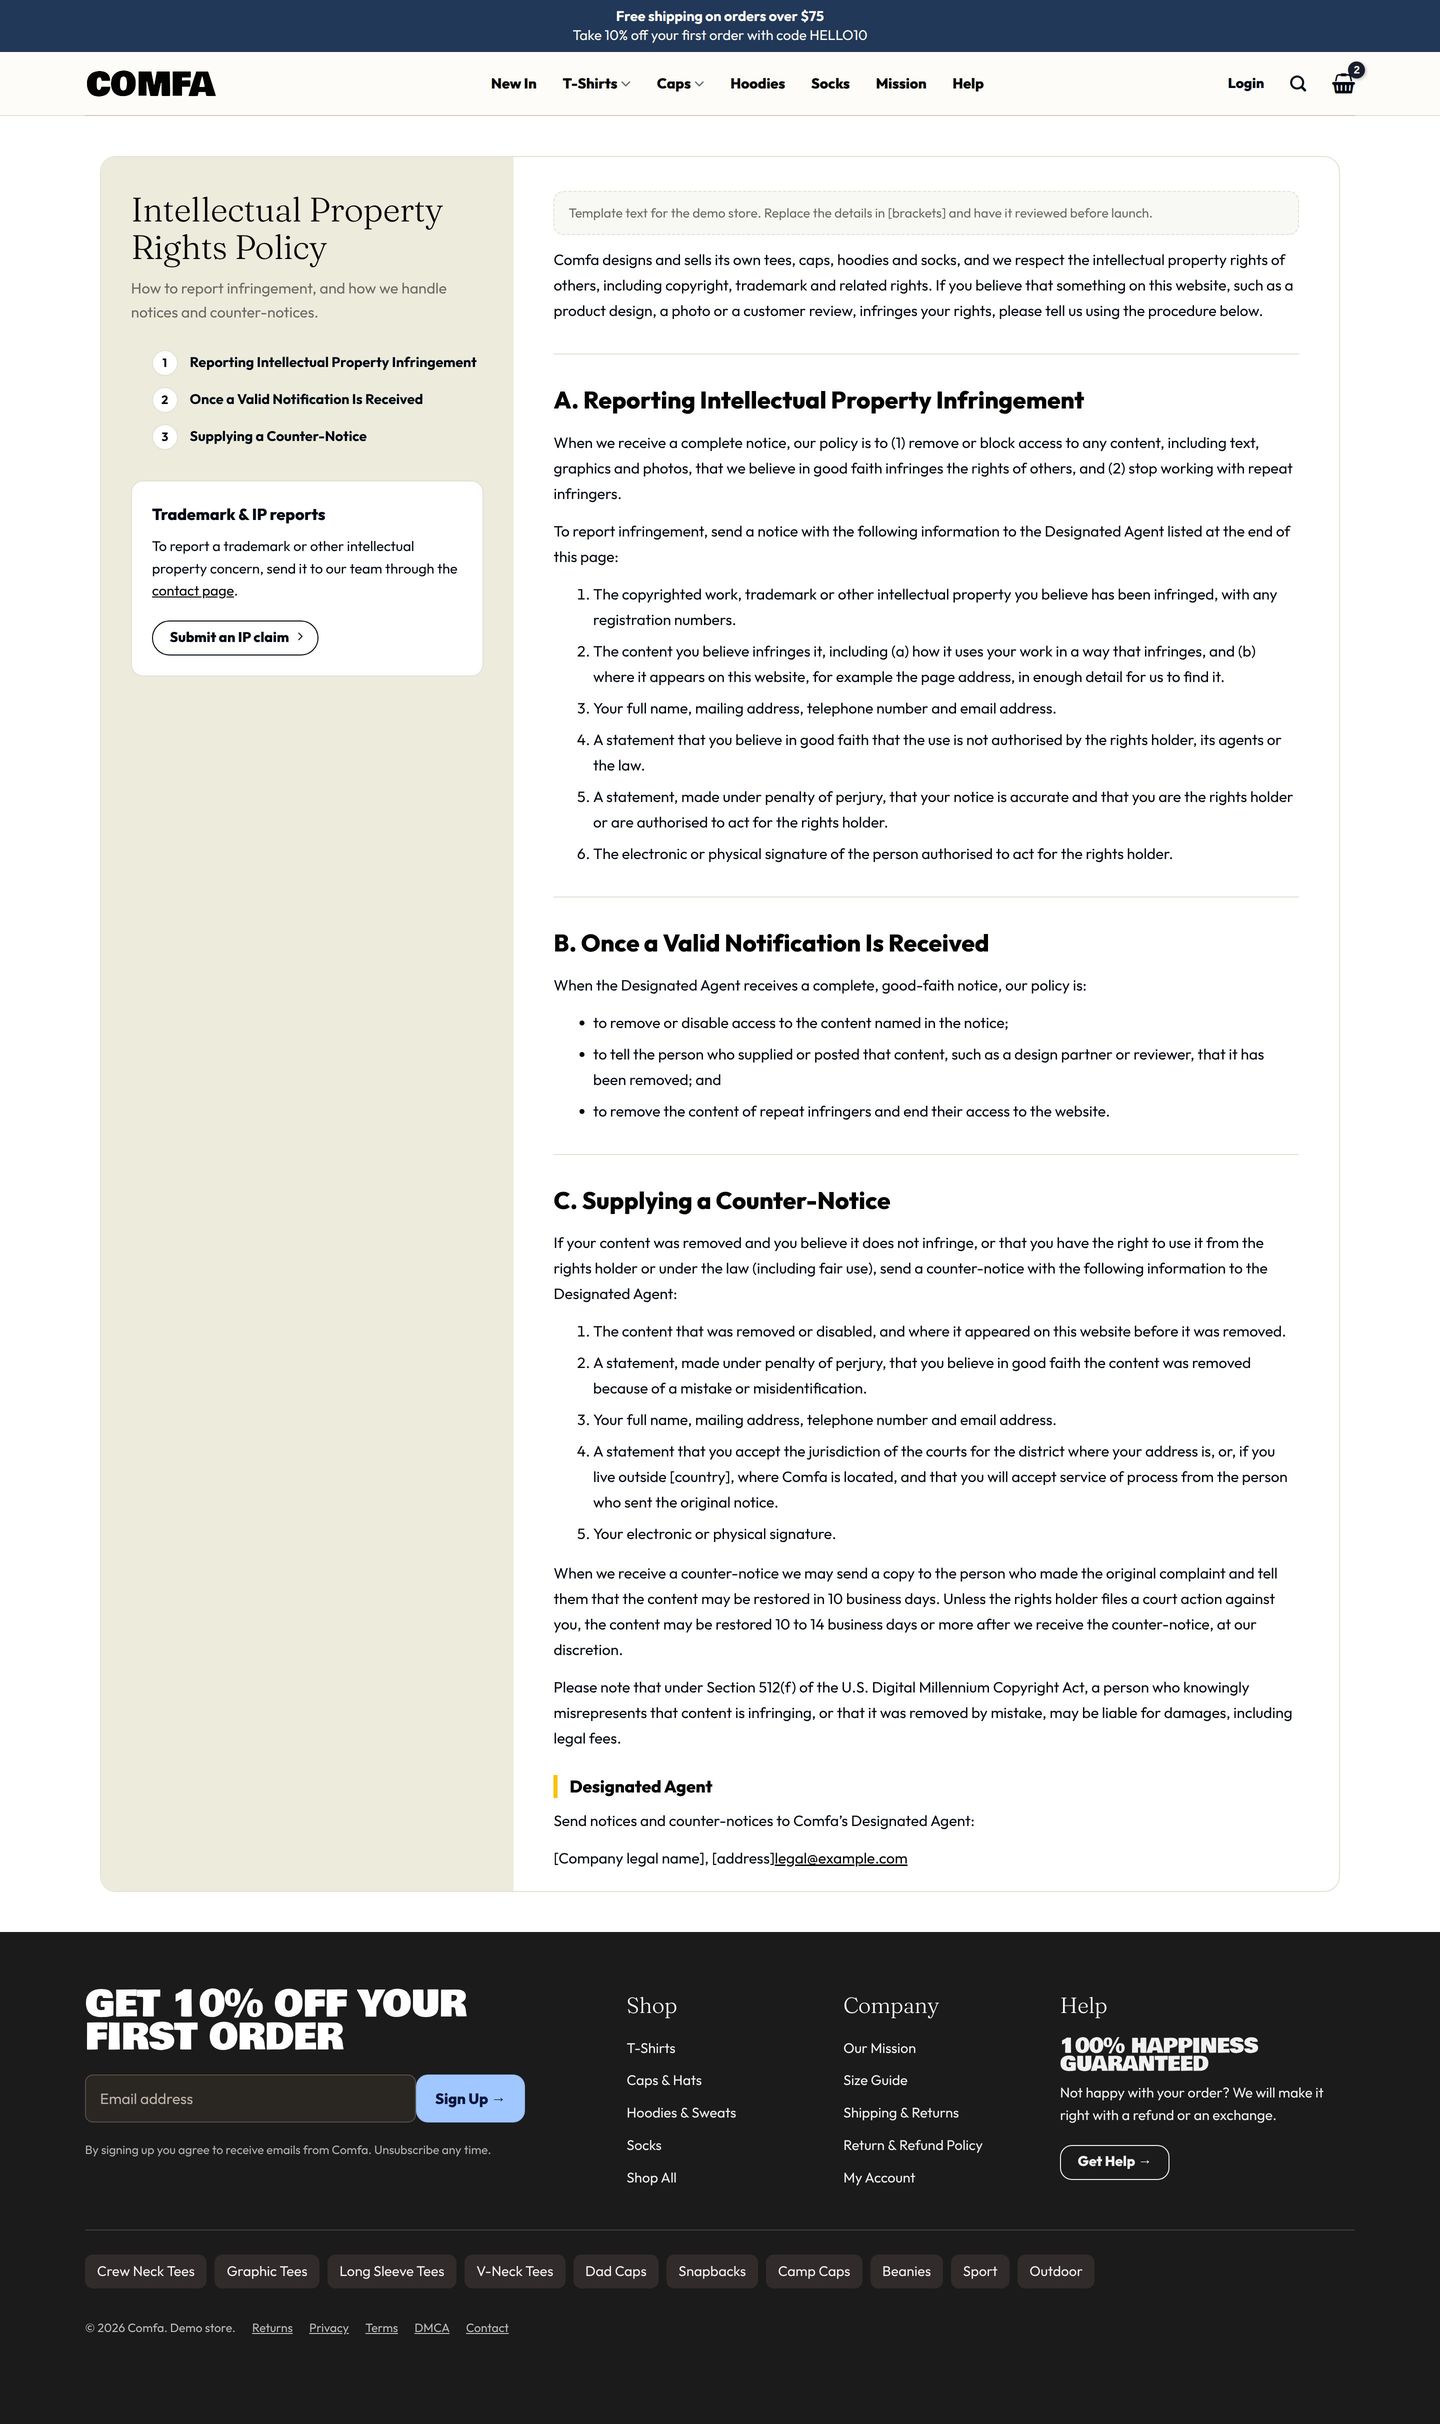 Free shipping on orders over $75
Take 10% off your first order with code HELLO10
COMFA
New In
T-Shirts
Caps
Hoodies
Socks
Mission
Help
Login
2
Intellectual Property
Rights Policy
How to report infringement, and how we handle
notices and counter-notices.
1 Reporting Intellectual Property Infringement
2 Once a Valid Notification Is Received
3 Supplying a Counter-Notice
Trademark & IP reports
To report a trademark or other intellectual
property concern, send it to our team through the
contact page.
Submit an IP claim
Template text for the demo store. Replace the details in [brackets] and have it reviewed before launch.
Comfa designs and sells its own tees, caps, hoodies and socks, and we respect the intellectual property rights of
others, including copyright, trademark and related rights. If you believe that something on this website, such as a
product design, a photo or a customer review, infringes your rights, please tell us using the procedure below.
A. Reporting Intellectual Property Infringement
When we receive a complete notice, our policy is to (1) remove or block access to any content, including text,
graphics and photos, that we believe in good faith infringes the rights of others, and (2) stop working with repeat
infringers.
To report infringement, send a notice with the following information to the Designated Agent listed at the end of
this page:
1. The copyrighted work, trademark or other intellectual property you believe has been infringed, with any
registration numbers.
2. The content you believe infringes it, including (a) how it uses your work in a way that infringes, and (b)
where it appears on this website, for example the page address, in enough detail for us to find it.
3. Your full name, mailing address, telephone number and email address.
4. A statement that you believe in good faith that the use is not authorised by the rights holder, its agents or
the law.
5. A statement, made under penalty of perjury, that your notice is accurate and that you are the rights holder
or are authorised to act for the rights holder.
6. The electronic or physical signature of the person authorised to act for the rights holder.
B. Once a Valid Notification Is Received
When the Designated Agent receives a complete, good-faith notice, our policy is:
• to remove or disable access to the content named in the notice;
• to tell the person who supplied or posted that content, such as a design partner or reviewer, that it has
been removed; and
• to remove the content of repeat infringers and end their access to the website.
C. Supplying a Counter-Notice
If your content was removed and you believe it does not infringe, or that you have the right to use it from the
rights holder or under the law (including fair use), send a counter-notice with the following information to the
Designated Agent:
1. The content that was removed or disabled, and where it appeared on this website before it was removed.
2. A statement, made under penalty of perjury, that you believe in good faith the content was removed
because of a mistake or misidentification.
3. Your full name, mailing address, telephone number and email address.
4. A statement that you accept the jurisdiction of the courts for the district where your address is, or, if you
live outside [country], where Comfa is located, and that you will accept service of process from the person
who sent the original notice.
5. Your electronic or physical signature.
When we receive a counter-notice we may send a copy to the person who made the original complaint and tell
them that the content may be restored in 10 business days. Unless the rights holder files a court action against
you, the content may be restored 10 to 14 business days or more after we receive the counter-notice, at our
discretion.
Please note that under Section 512(f) of the U.S. Digital Millennium Copyright Act, a person who knowingly
misrepresents that content is infringing, or that it was removed by mistake, may be liable for damages, including
legal fees.
Designated Agent
Send notices and counter-notices to Comfa's Designated Agent:
[Company legal name], [address]legal@example.com
GET 10% OFF YOUR
FIRST ORDER
Email address
Sign Up →
By signing up you agree to receive emails from Comfa. Unsubscribe any time.
Shop
T-Shirts
Caps & Hats
Hoodies & Sweats
Socks
Shop All
Company
Our Mission
Size Guide
Shipping & Returns
Return & Refund Policy
My Account
Help
100% HAPPINESS
GUARANTEED
Not happy with your order? We will make it
right with a refund or an exchange.
Get Help →
Crew Neck Tees
Graphic Tees
Long Sleeve Tees
V-Neck Tees
Dad Caps
Snapbacks
Camp Caps
Beanies
Sport
Outdoor
© 2026 Comfa. Demo store.
Returns
Privacy
Terms
DMCA
Contact